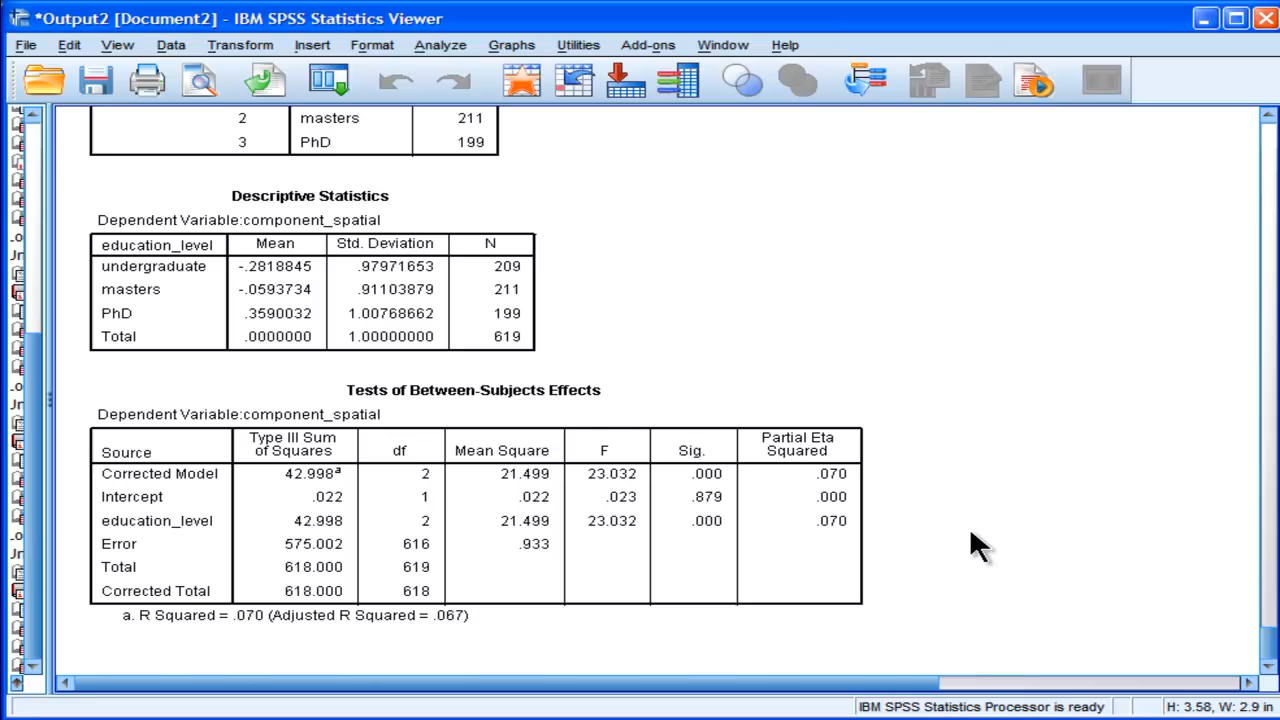 *Output2 [Document2] - IBM SPSS Statistics Viewer
File Edit View Data Transform Insert Format Analyze Graphs Utilities Add-ons Window Help
2 masters 211
3 PhD 199
Descriptive Statistics
Dependent Variable:component_spatial
education_level Mean Std. Deviation N
undergraduate -.2818845 .97971653 209
masters -.0593734 .91103879 211
PhD .3590032 1.00768662 199
Total .0000000 1.00000000 619
Tests of Between-Subjects Effects
Dependent Variable:component_spatial
Source Type III Sum of Squares df Mean Square F Sig. Partial Eta Squared
Corrected Model 42.998a 2 21.499 23.032 .000 .070
Intercept .022 1 .022 .023 .879 .000
education_level 42.998 2 21.499 23.032 .000 .070
Error 575.002 616 .933
Total 618.000 619
Corrected Total 618.000 618
a. R Squared = .070 (Adjusted R Squared = .067)
IBM SPSS Statistics Processor is ready H: 3.58, W: 2.9 in